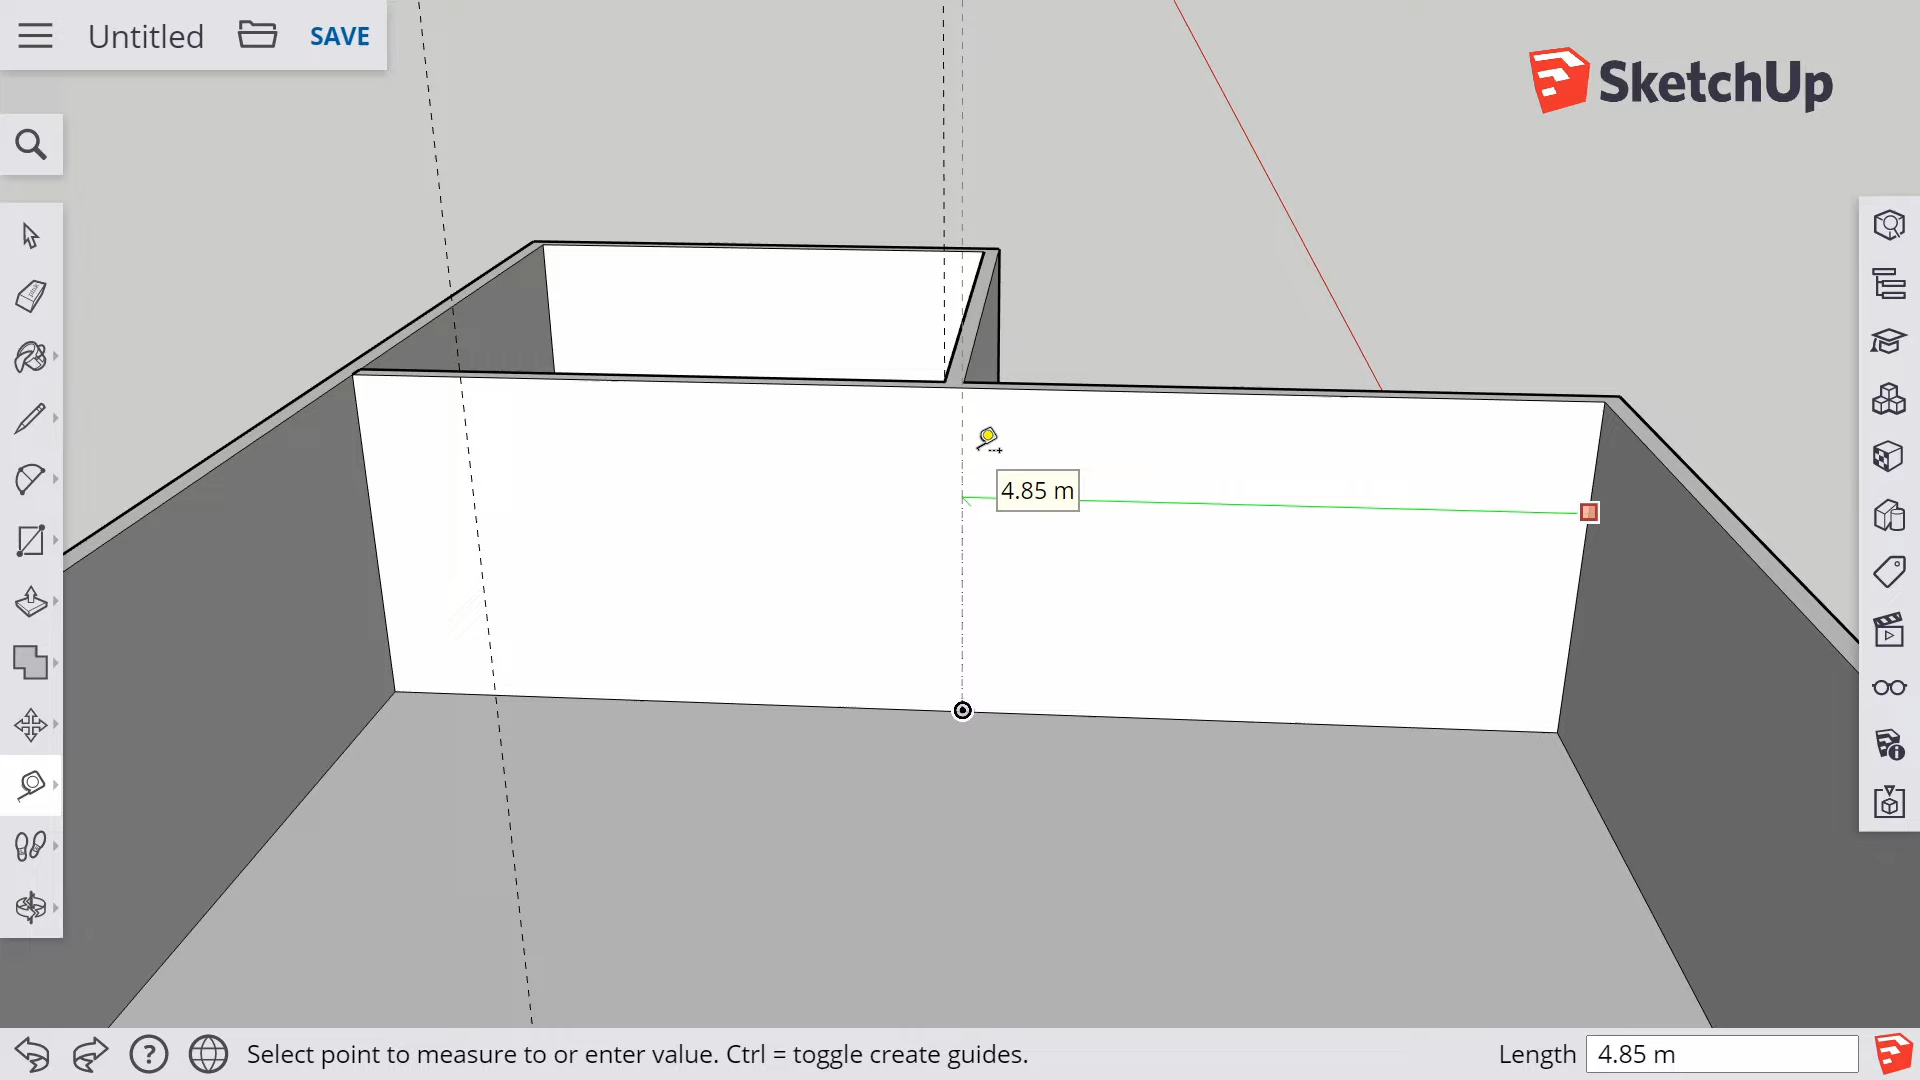 Untitled
SAVE
SketchUp
4.85 m
Select point to measure to or enter value. Ctrl = toggle create guides.
Length 4.85 m